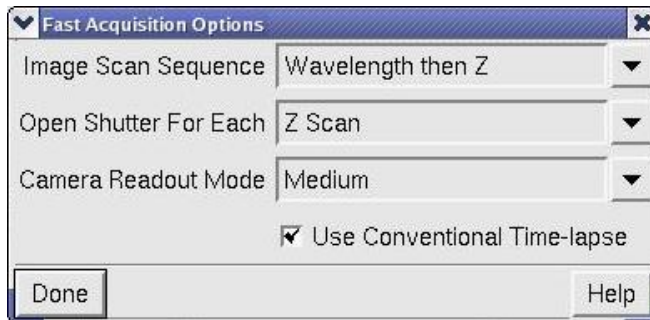 Fast Acquisition Options
Image Scan Sequence Wavelength then Z
Open Shutter For Each Z Scan
Camera Readout Mode Medium
Use Conventional Time-lapse
Done Help